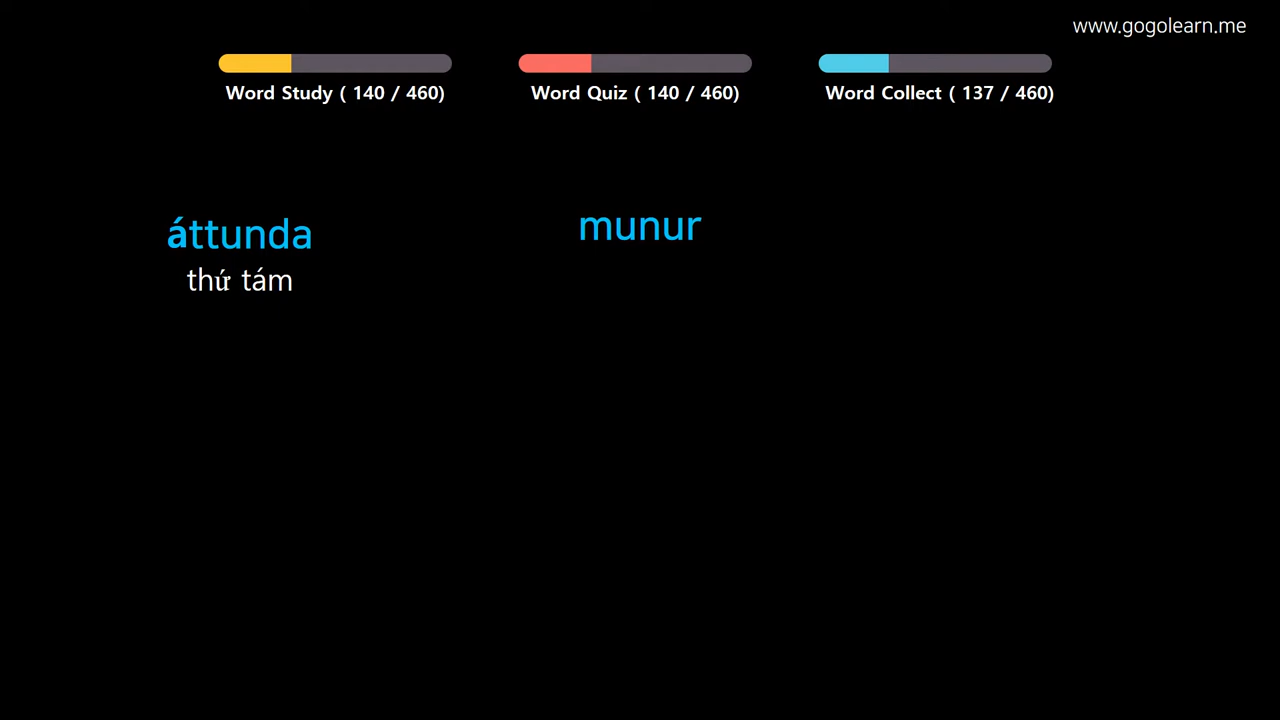 www.gogolearn.me
Word Study ( 140 / 460)
Word Quiz ( 140 / 460)
Word Collect ( 137 / 460)
áttunda
thứ tám
munur